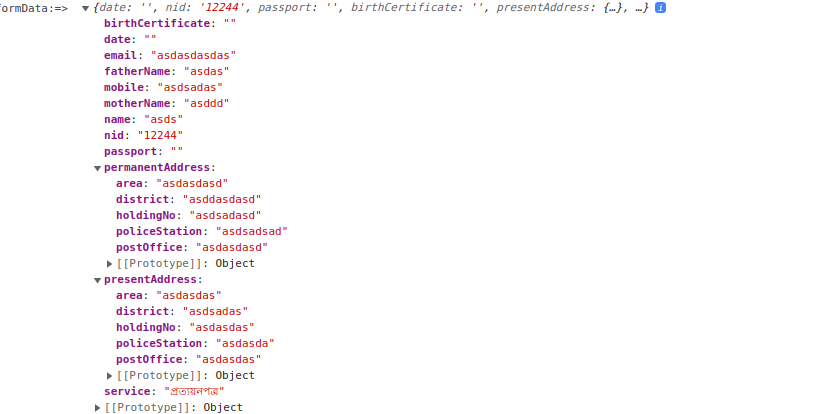 ormData:=> {date: '', nid: '12244', passport: '', birthCertificate: '', presentAddress: {…}, …} i
birthCertificate: ""
date: ""
email: "asdasdasdas"
fatherName: "asdas"
mobile: "asdsadas"
motherName: "asddd"
name: "asds"
nid: "12244"
passport: ""
permanentAddress:
area: "asdasdasd"
district: "asddasdasd"
holdingNo: "asdsadasd"
policeStation: "asdsadsad"
postOffice: "asdasdasd"
[[Prototype]]: Object
presentAddress:
area: "asdasdas"
district: "asdsadas"
holdingNo: "asdasdas"
policeStation: "asdasda"
postOffice: "asdasdas"
[[Prototype]]: Object
service: "প্রত্যয়নপত্র"
[[Prototype]]: Object